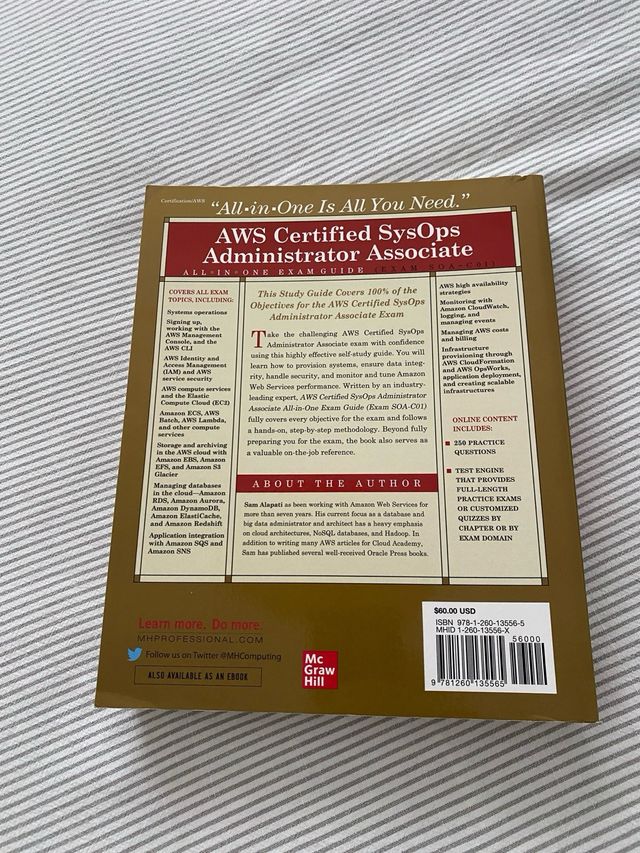 Certification/AWS
“All-in-One Is All You Need.”
AWS Certified SysOps
Administrator Associate
ALL-IN-ONE EXAM GUIDE (EXAM SOA-C01)
COVERS ALL EXAM
TOPICS, INCLUDING:
Systems operations
Signing up,
working with the
AWS Management
Console, and the
AWS CLI
AWS Identity and
Access Management
(IAM) and AWS
service security
AWS compute services
and the Elastic
Compute Cloud (EC2)
Amazon ECS, AWS
Batch, AWS Lambda,
and other compute
services
Storage and archiving
in the AWS cloud with
Amazon EBS, Amazon
EFS, and Amazon S3
Glacier
Managing databases
in the cloud—Amazon
RDS, Amazon Aurora,
Amazon DynamoDB,
Amazon ElastiCache,
and Amazon Redshift
Application integration
with Amazon SQS and
Amazon SNS
This Study Guide Covers 100% of the
Objectives for the AWS Certified SysOps
Administrator Associate Exam
Take the challenging AWS Certified SysOps
Administrator Associate exam with confidence
using this highly effective self-study guide. You will
learn how to provision systems, ensure data integ-
rity, handle security, and monitor and tune Amazon
Web Services performance. Written by an industry-
leading expert, AWS Certified SysOps Administrator
Associate All-in-One Exam Guide (Exam SOA-C01)
fully covers every objective for the exam and follows
a hands-on, step-by-step methodology. Beyond fully
preparing you for the exam, the book also serves as
a valuable on-the-job reference.
ABOUT THE AUTHOR
Sam Alapati as been working with Amazon Web Services for
more than seven years. His current focus as a database and
big data administrator and architect has a heavy emphasis
on cloud architectures, NoSQL databases, and Hadoop. In
addition to writing many AWS articles for Cloud Academy,
Sam has published several well-received Oracle Press books.
AWS high availability
strategies
Monitoring with
Amazon CloudWatch,
logging, and
managing events
Managing AWS costs
and billing
Infrastructure
provisioning through
AWS CloudFormation
and AWS OpsWorks,
application deployment,
and creating scalable
infrastructures
ONLINE CONTENT
INCLUDES:
■ 250 PRACTICE
QUESTIONS
■ TEST ENGINE
THAT PROVIDES
FULL-LENGTH
PRACTICE EXAMS
OR CUSTOMIZED
QUIZZES BY
CHAPTER OR BY
EXAM DOMAIN
Learn more. Do more.
MHPROFESSIONAL.COM
Follow us on Twitter @MHComputing
ALSO AVAILABLE AS AN EBOOK
Mc
Graw
Hill
$60.00 USD
ISBN 978-1-260-13556-5
MHID 1-260-13556-X
56000
9 781260 135565